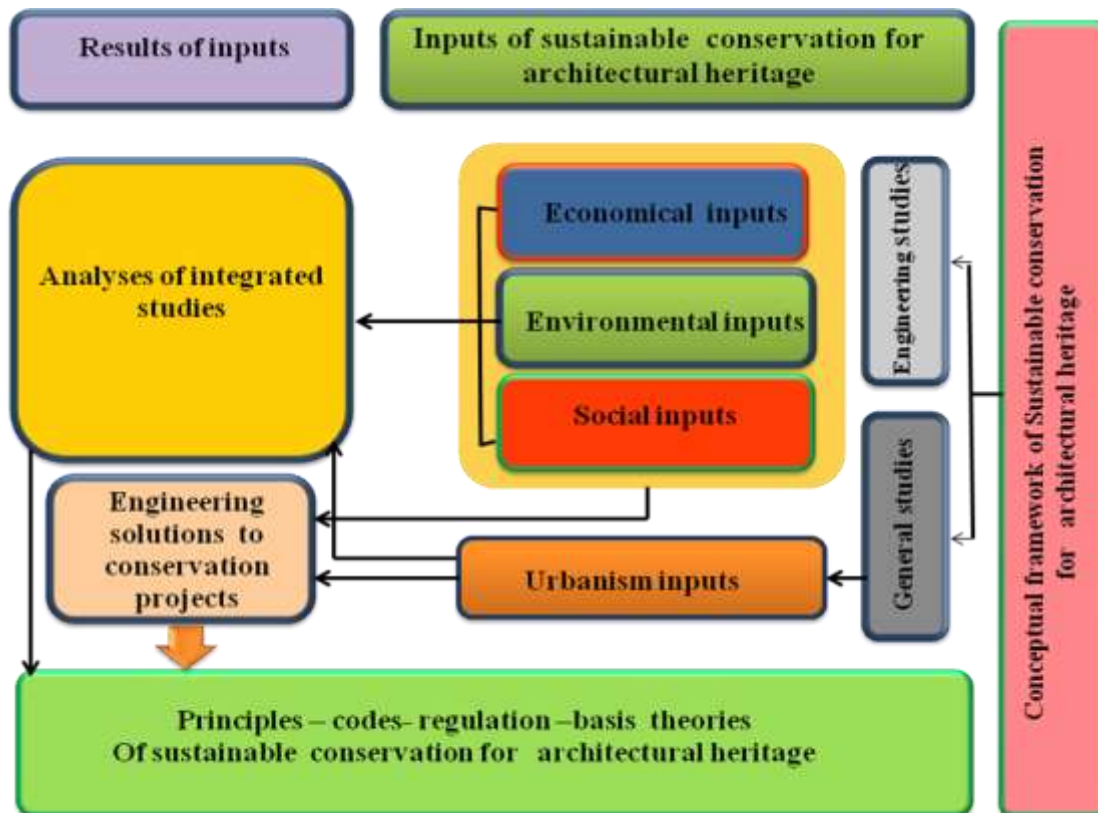 Results of inputs
Inputs of sustainable conservation for
architectural heritage
Analyses of integrated
studies
Economical inputs
Environmental inputs
Social inputs
Engineering studies
Engineering
solutions to
conservation
projects
Urbanism inputs
General studies
Principles – codes- regulation –basis theories
Of sustainable conservation for architectural heritage
Conceptual framework of Sustainable conservation
for architectural heritage